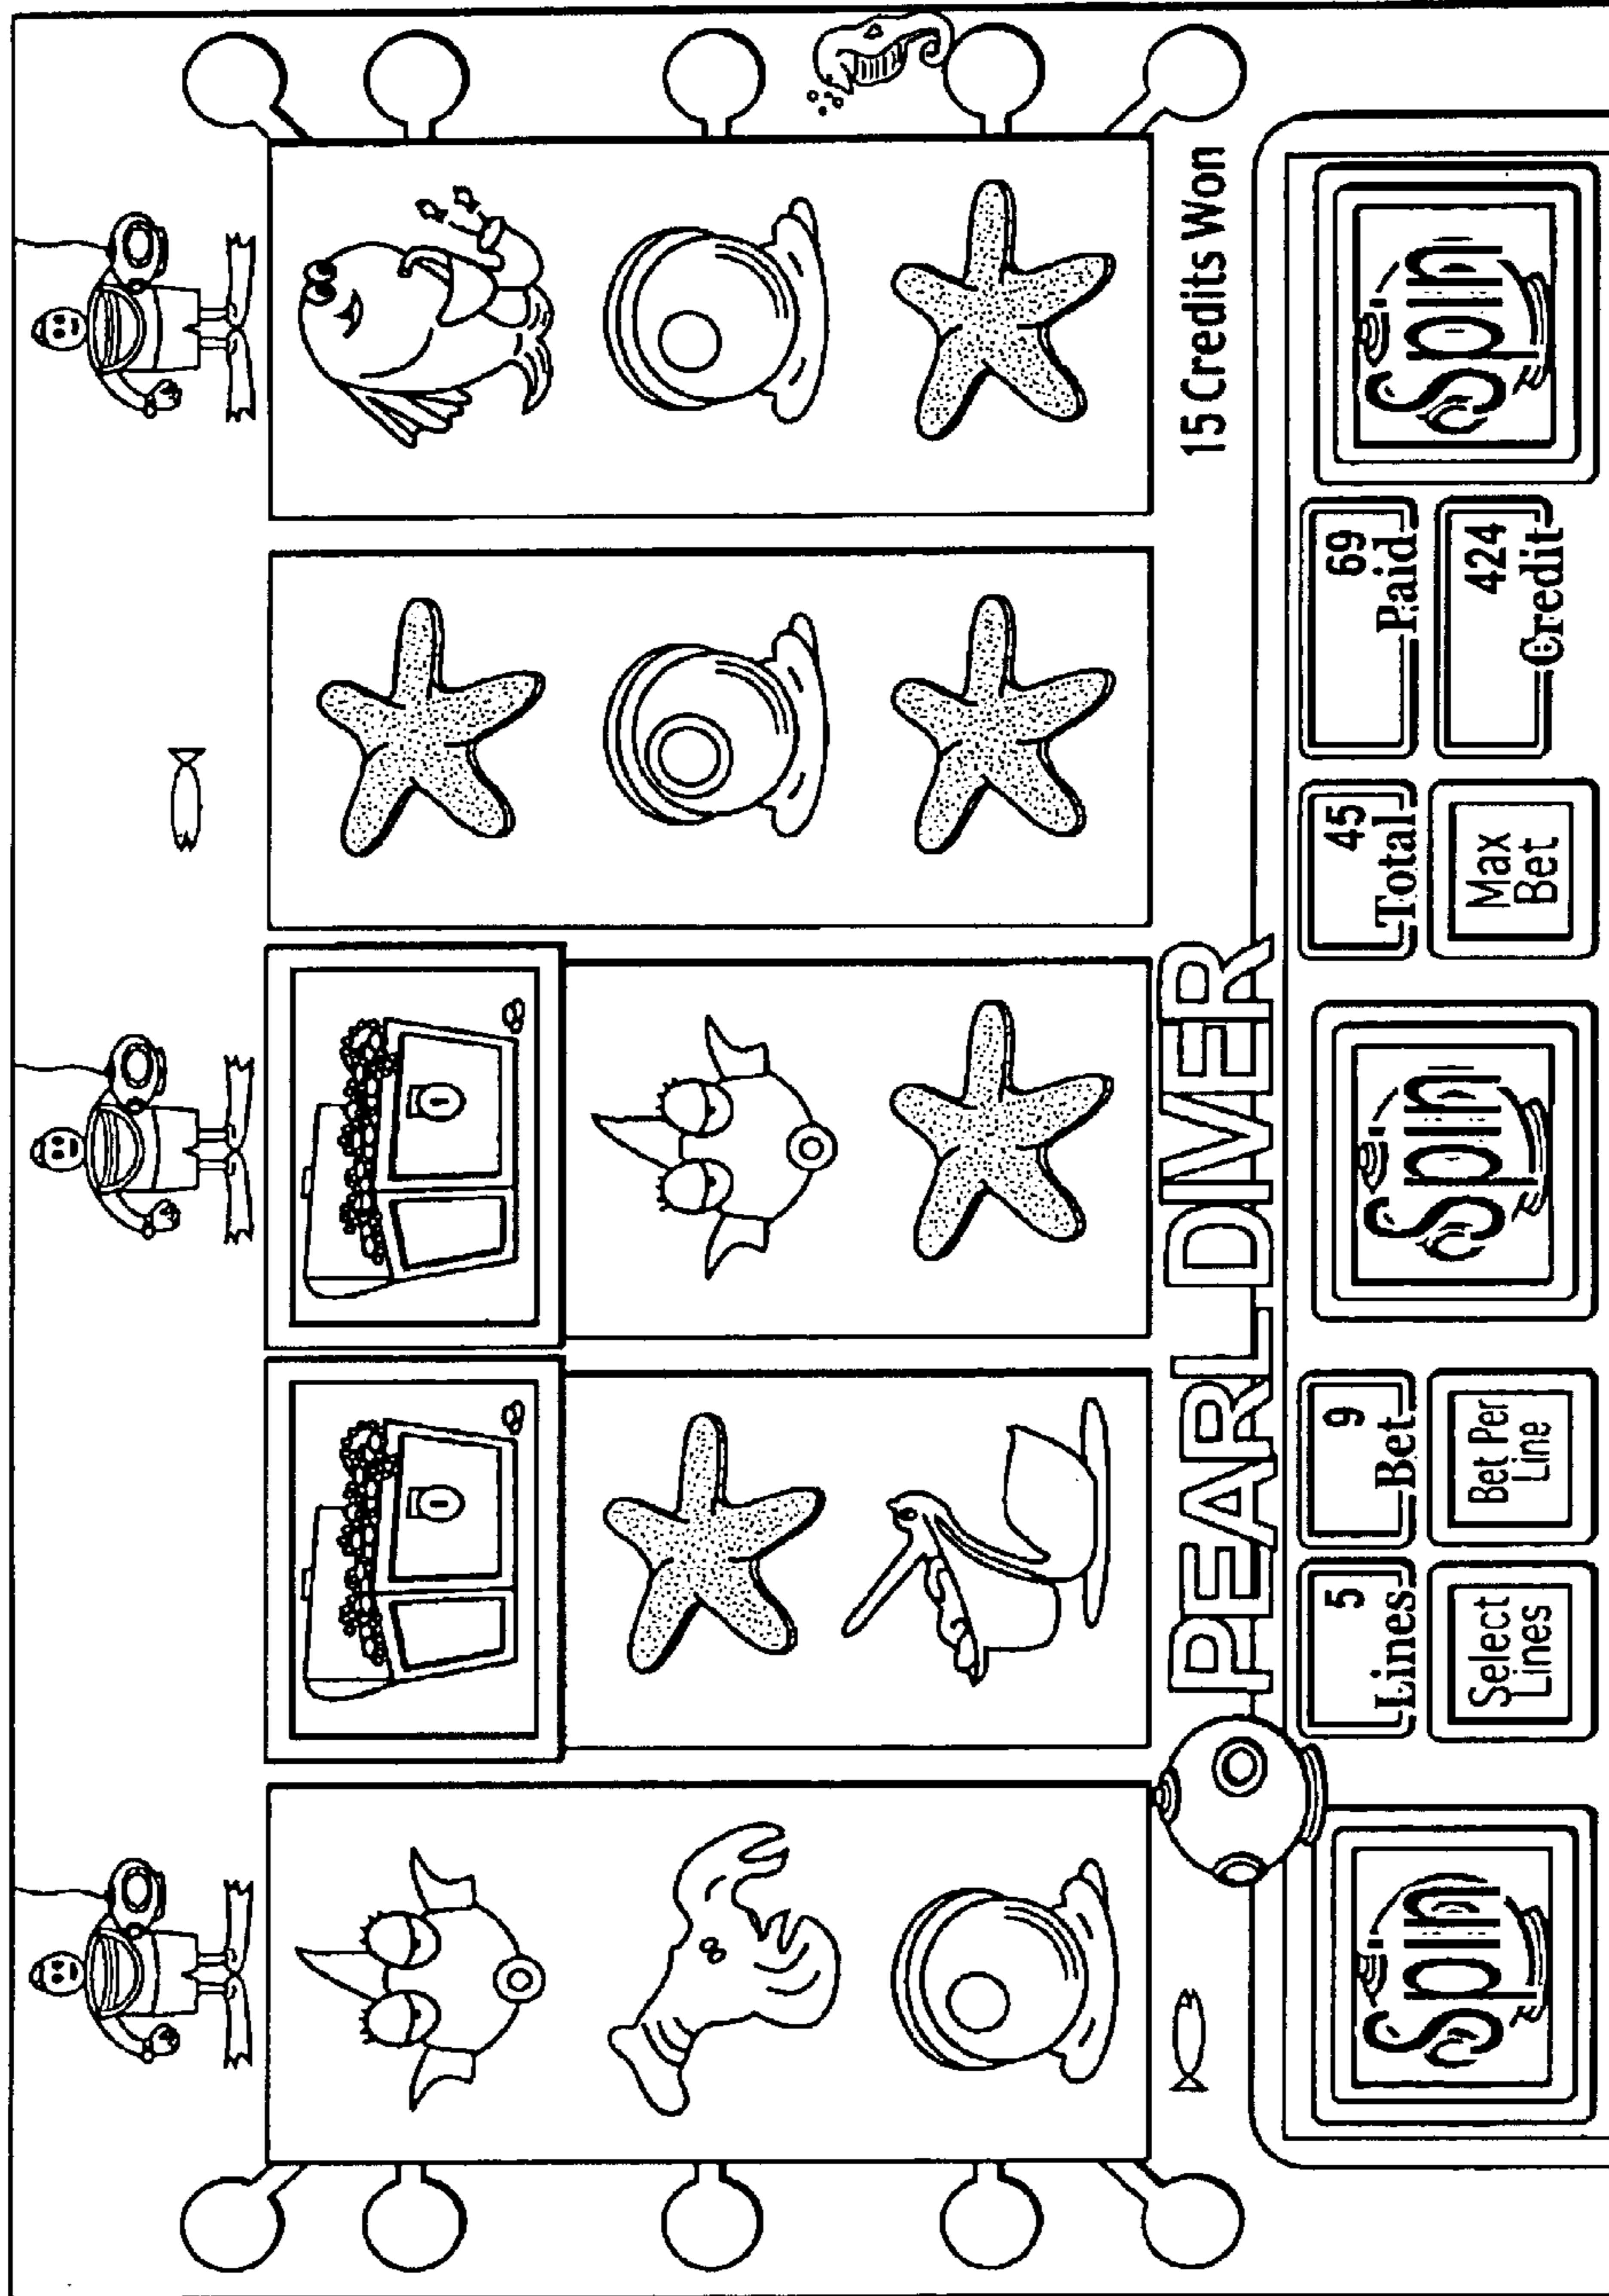 15 Credits Won
PEARL DIVER
Spin
5
Lines
9
Bet
Spin
45
Total
69
Paid
Spin
Select
Lines
Bet Per
Line
Max
Bet
424
Credit